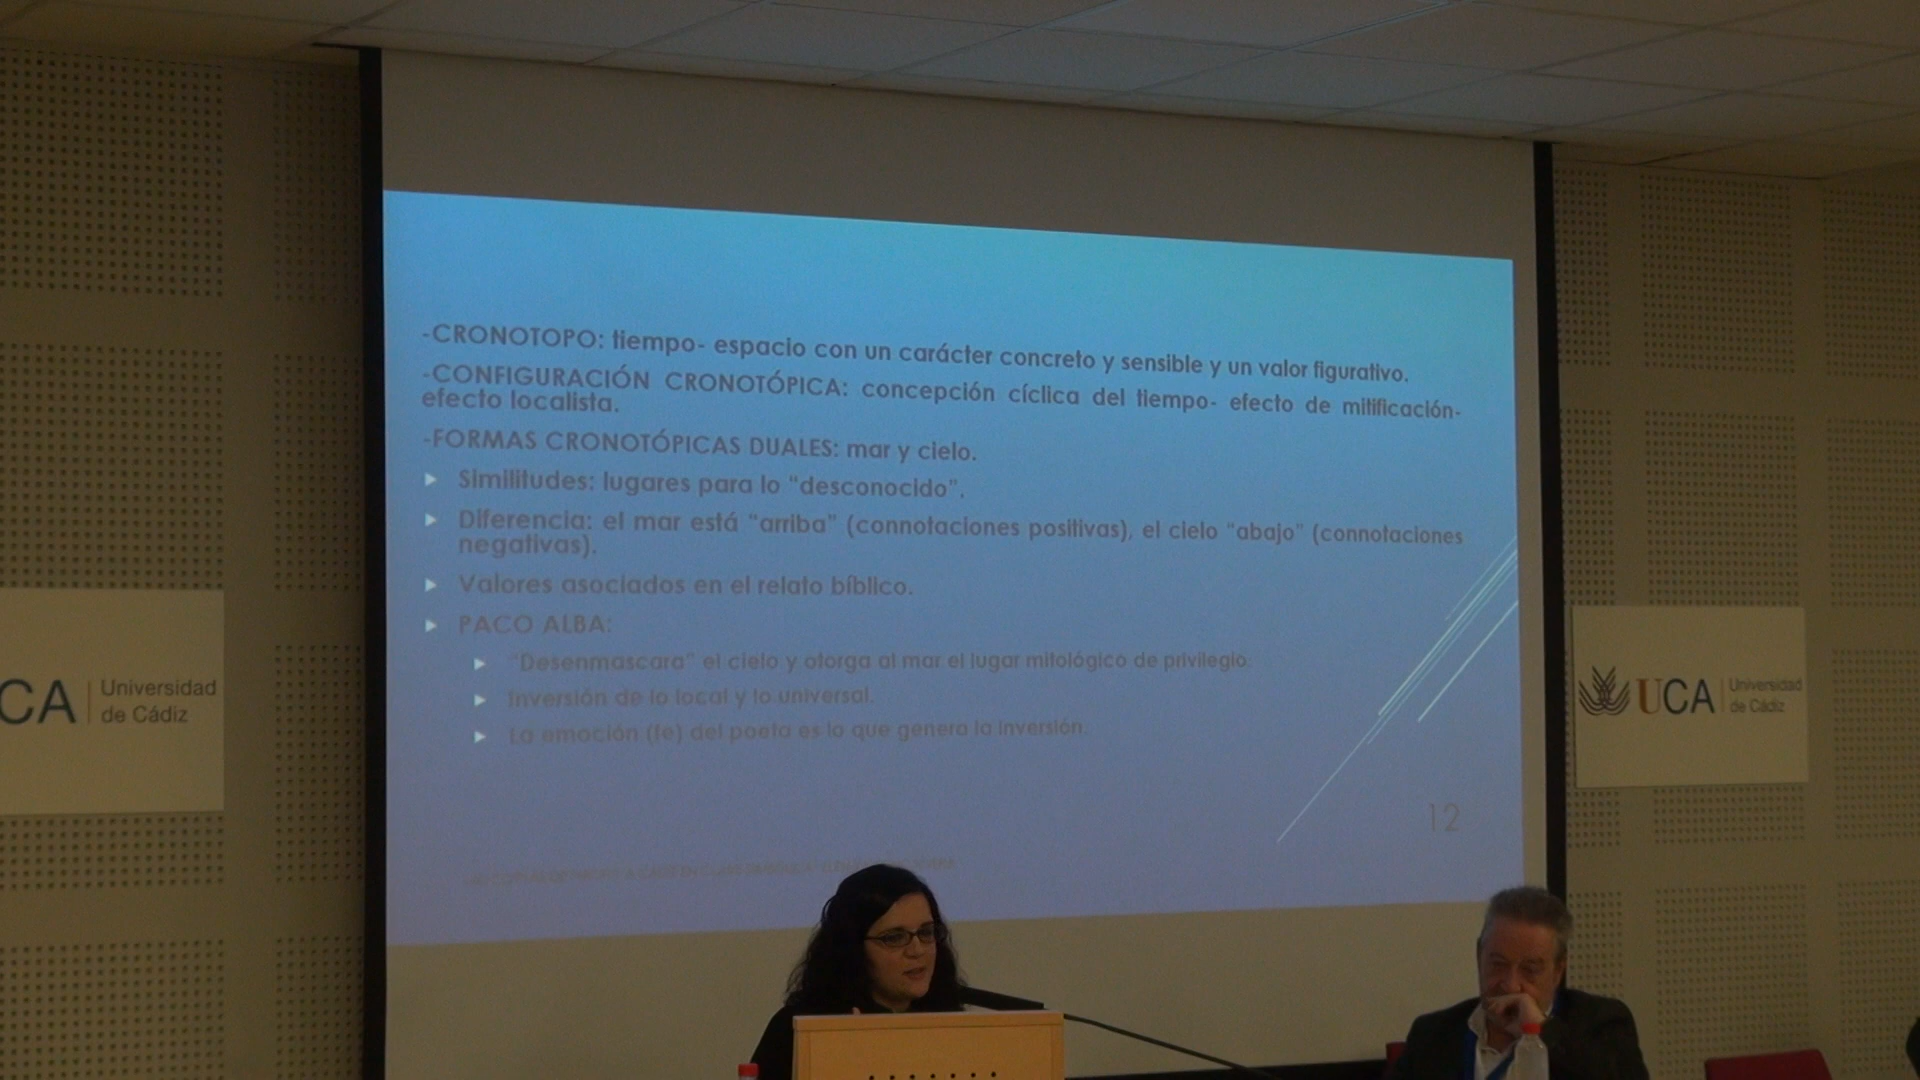 -CRONOTOPO: tiempo- espacio con un carácter concreto y sensible y un valor figurativo.
-CONFIGURACIÓN CRONOTÓPICA: concepción cíclica del tiempo- efecto de mitificación-
efecto localista.
-FORMAS CRONOTÓPICAS DUALES: mar y cielo.
Similitudes: lugares para lo "desconocido".
Diferencia: el mar está "arriba" (connotaciones positivas), el cielo "abajo" (connotaciones
negativas).
Valores asociados en el relato bíblico.
PACO ALBA:
"Desenmascara" el cielo y otorga al mar el lugar mitológico de privilegio.
Inversión de lo local y lo universal.
La emoción (fe) del poeta es lo que genera la inversión.
12
CA Universidad
de Cádiz
UCA Universidad
de Cádiz